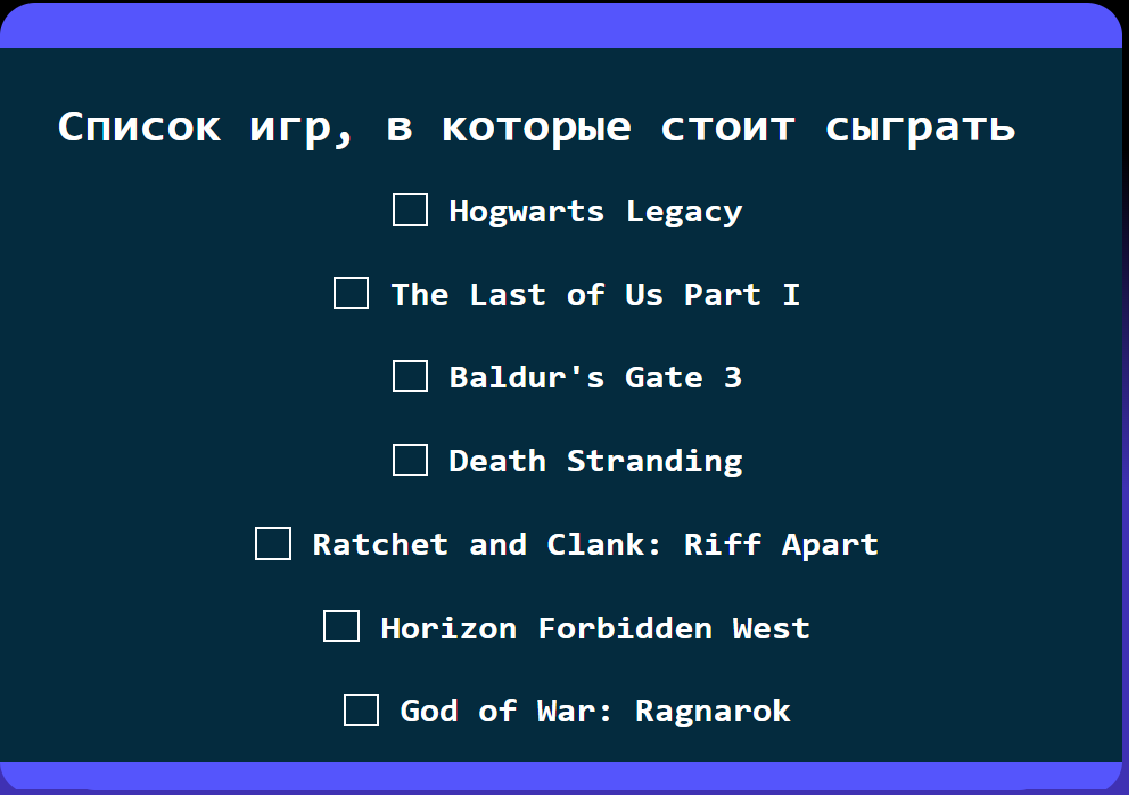 Список игр, в которые стоит сыграть
Hogwarts Legacy
The Last of Us Part I
Baldur's Gate 3
Death Stranding
Ratchet and Clank: Riff Apart
Horizon Forbidden West
God of War: Ragnarok